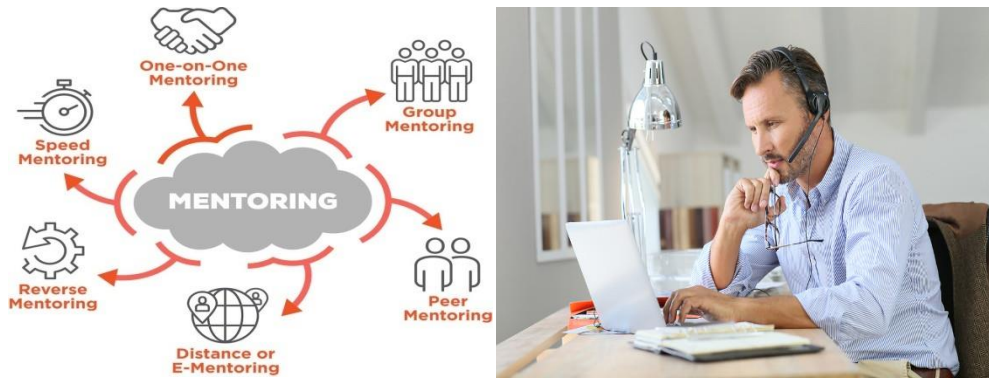 One-on-One
Mentoring
Group
Mentoring
Speed
Mentoring
MENTORING
Reverse
Mentoring
Peer
Mentoring
Distance or
E-Mentoring